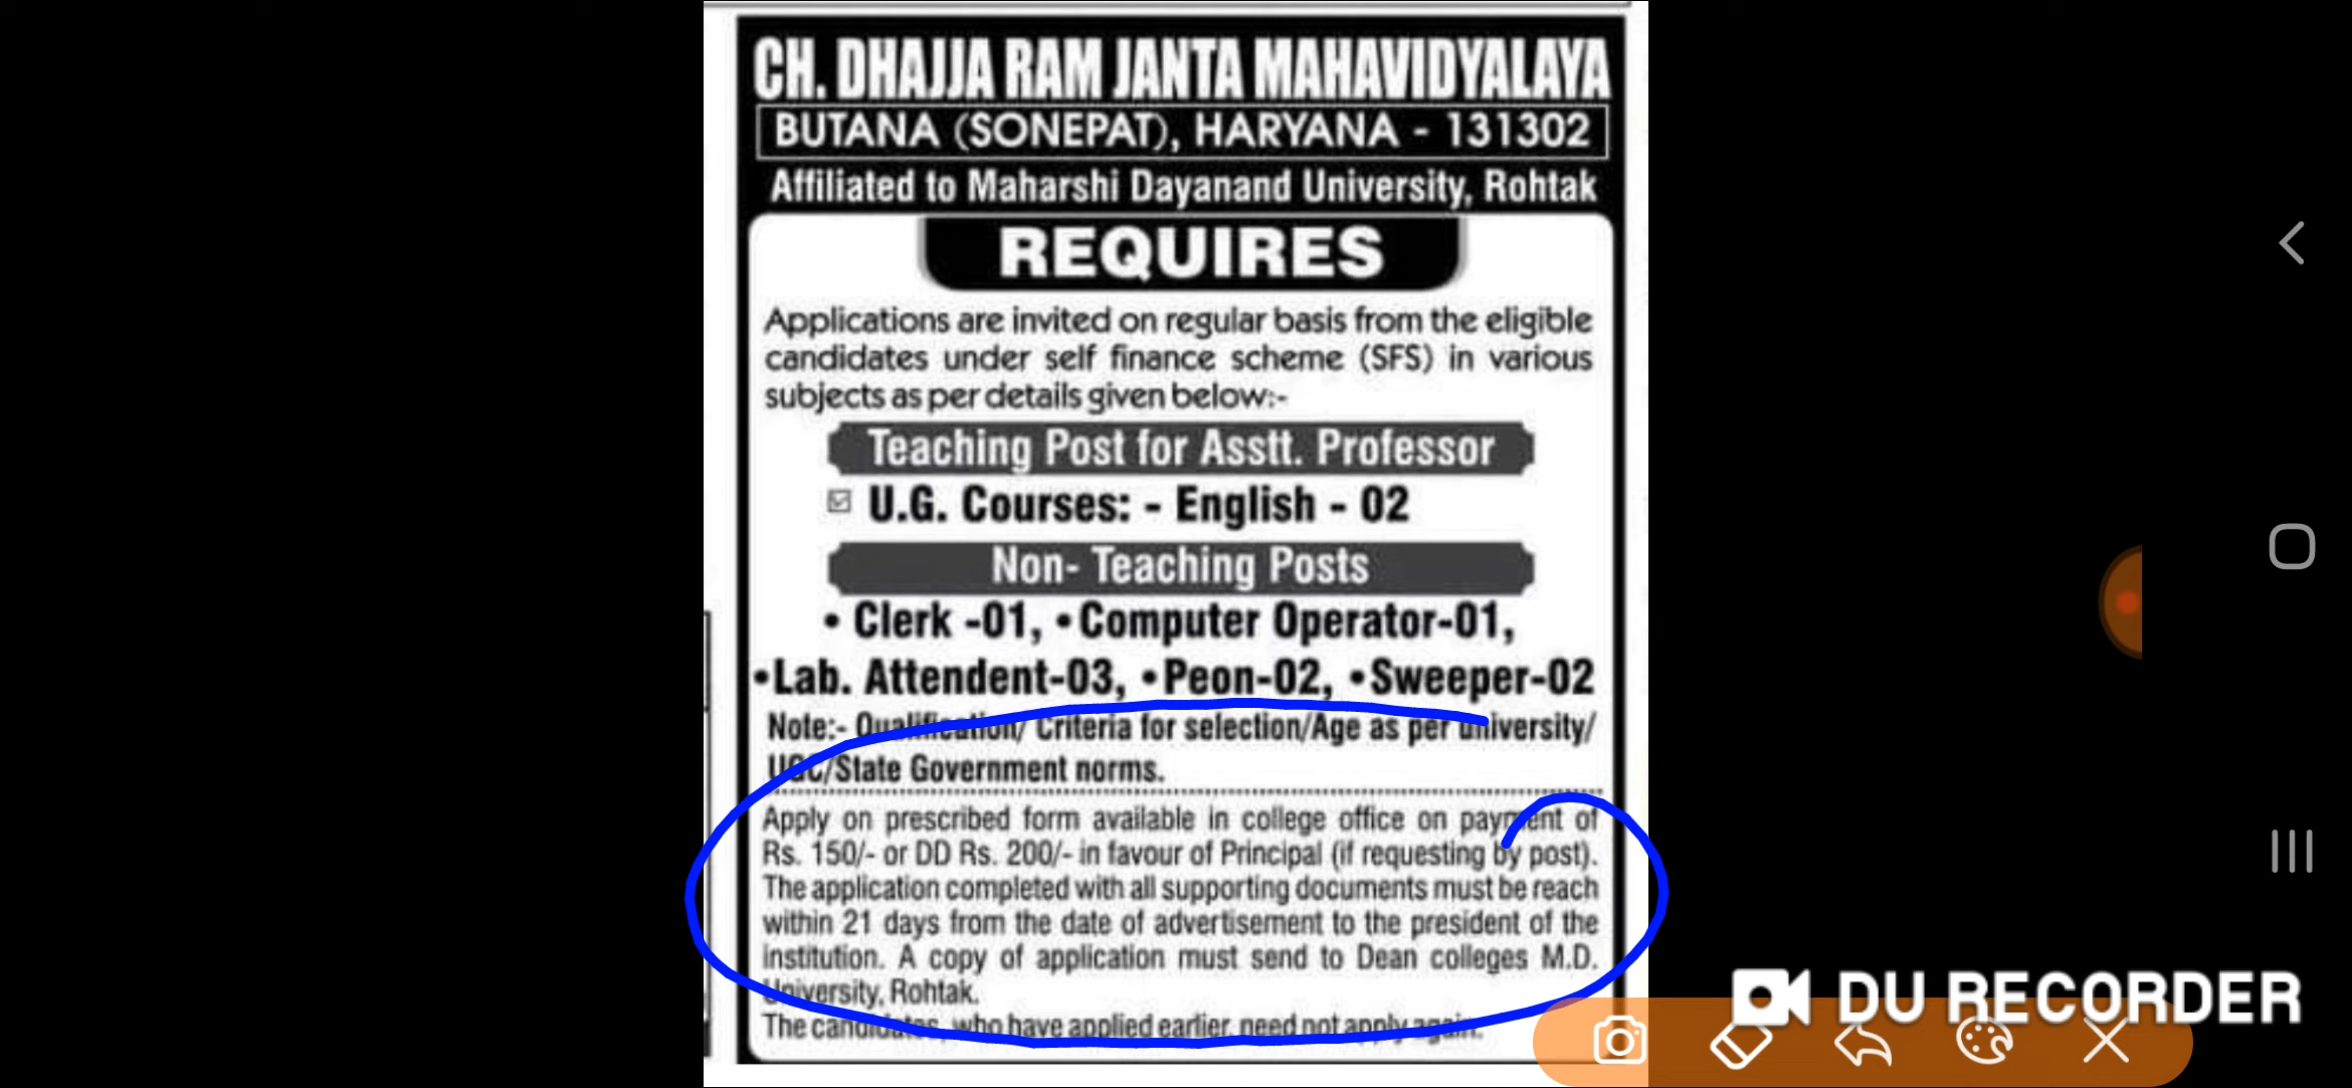 CH. DHAJJA RAM JANTA MAHAVIDYALAYA
BUTANA (SONEPAT), HARYANA - 131302
Affiliated to Maharshi Dayanand University, Rohtak
REQUIRES
Applications are invited on regular basis from the eligible
candidates under self finance scheme (SFS) in various
subjects as per details given below:-
Teaching Post for Asstt. Professor
U.G. Courses: - English - 02
Non- Teaching Posts
• Clerk -01, • Computer Operator-01,
•Lab. Attendent-03, •Peon-02, •Sweeper-02
Note:- Qualification/ Criteria for selection/Age as per university/
UGC/State Government norms.
Apply on prescribed form available in college office on payment of
Rs. 150/- or DD Rs. 200/- in favour of Principal (if requesting by post).
The application completed with all supporting documents must be reach
within 21 days from the date of advertisement to the president of the
institution. A copy of application must send to Dean colleges M.D.
University, Rohtak.
The candidates, who have applied earlier, need not apply again.
DU RECORDER